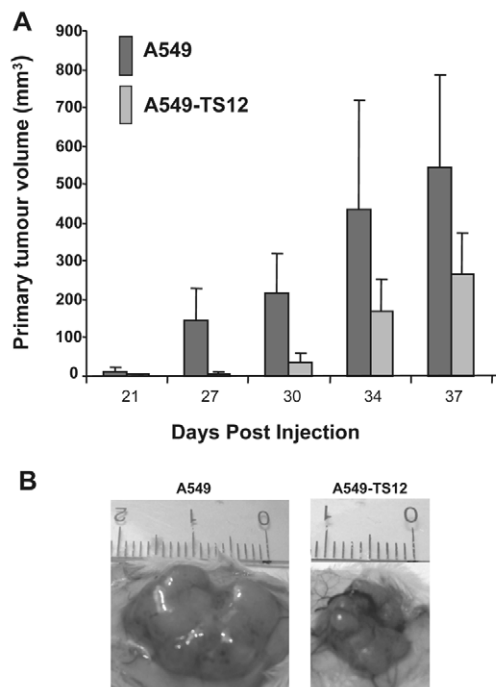 A
Primary tumour volume (mm³)
900
800
700
600
500
400
300
200
100
0
A549
A549-TS12
21 27 30 34 37
Days Post Injection
B
A549 A549-TS12
2 1 0 1 0